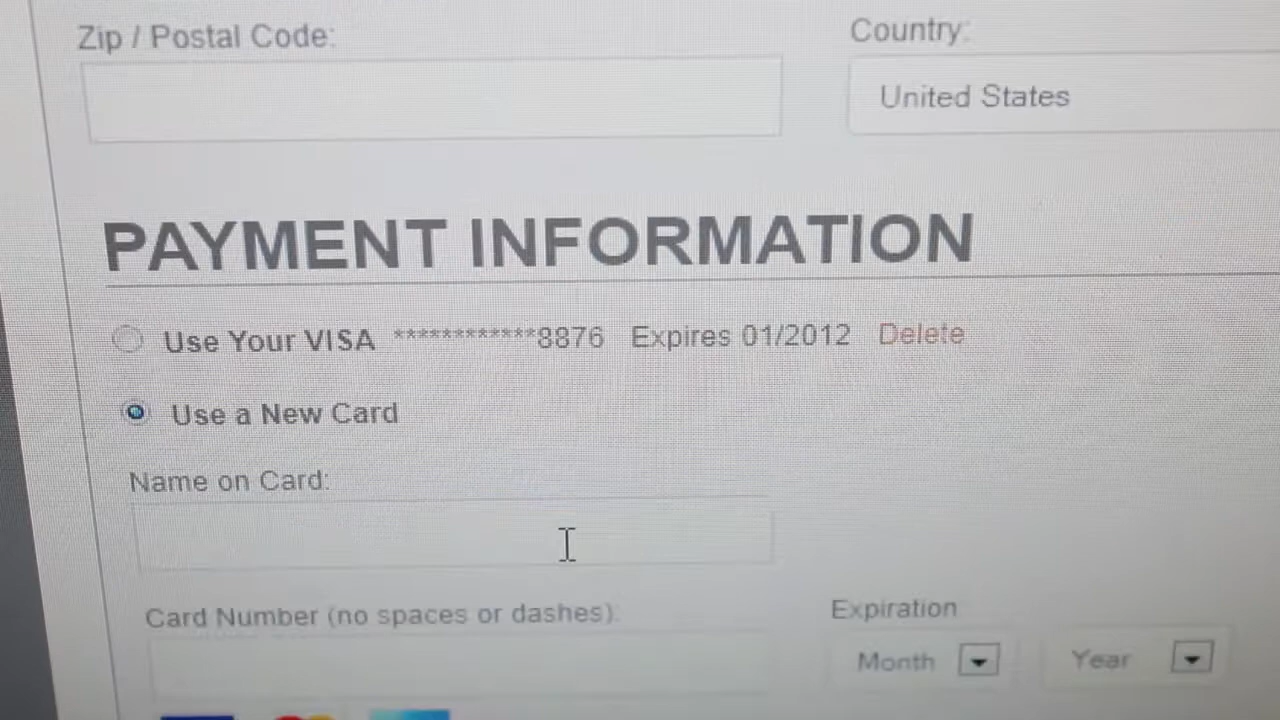 Zip / Postal Code:
Country:
United States
PAYMENT INFORMATION
Use Your VISA ************8876 Expires 01/2012 Delete
Use a New Card
Name on Card:
Card Number (no spaces or dashes):
Expiration
Month
Year